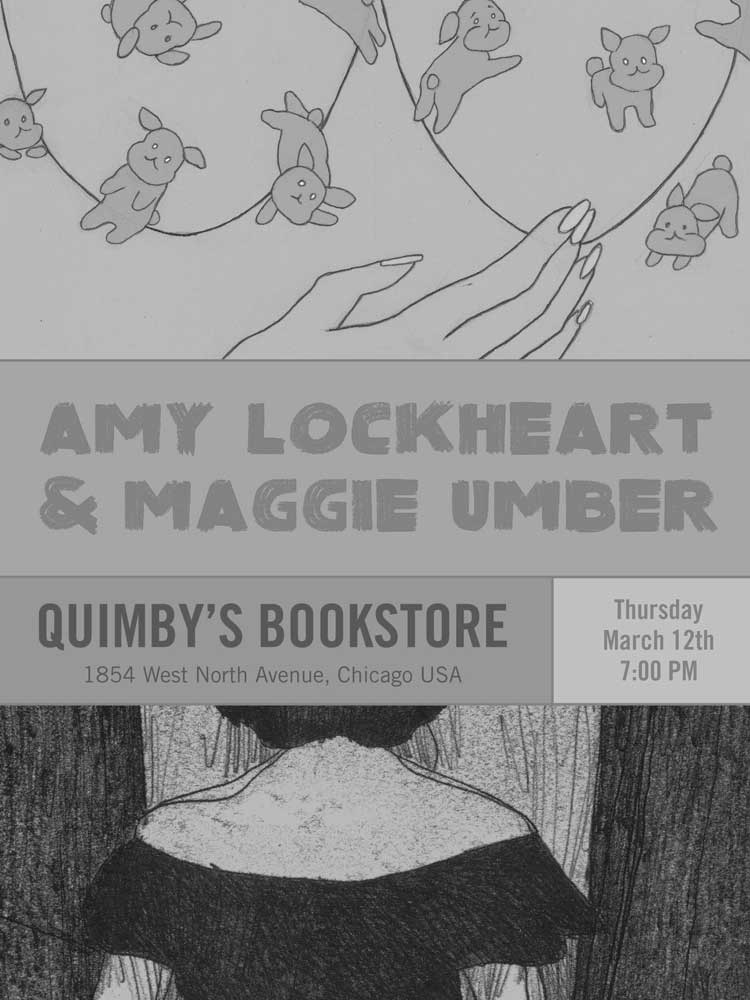 AMY LOCKHEART
& MAGGIE UMBER
QUIMBY'S BOOKSTORE
1854 West North Avenue, Chicago USA
Thursday
March 12th
7:00 PM